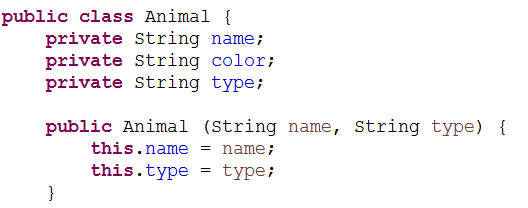 public class Animal {
    private String name;
    private String color;
    private String type;

    public Animal (String name, String type) {
        this.name = name;
        this.type = type;
    }